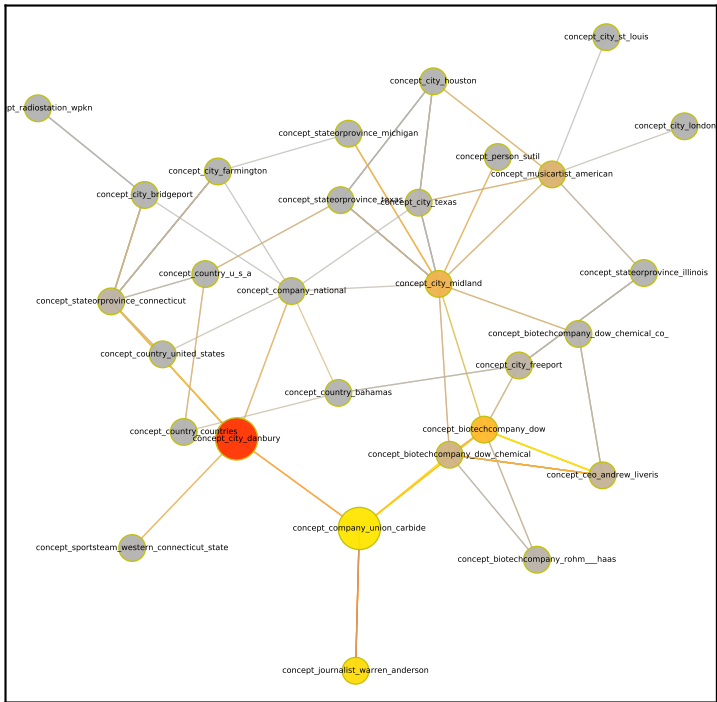 concept_city_st_louis
concept_city_houston
pt_radiostation_wpkn
concept_city_london
concept_stateorprovince_michigan
concept_person_sutil
concept_city_farmington
concept_musicartist_american
concept_city_bridgeport
concept_stateorprovince_texas
concept_city_texas
concept_country_u_s_a
concept_stateorprovince_illinois
concept_city_midland
concept_company_national
concept_stateorprovince_connecticut
concept_biotechcompany_dow_chemical_co_
concept_country_united_states
concept_city_freeport
concept_country_bahamas
concept_biotechcompany_dow
concept_country_countries
concept_city_danbury
concept_biotechcompany_dow_chemical
concept_ceo_andrew_liveris
concept_company_union_carbide
concept_sportsteam_western_connecticut_state
concept_biotechcompany_rohm___haas
concept_journalist_warren_anderson